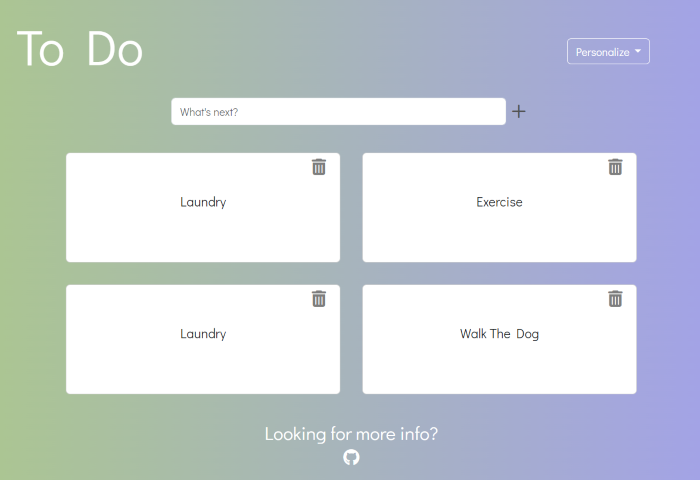 To Do
Personalize
What's next?
Laundry
Exercise
Laundry
Walk The Dog
Looking for more info?